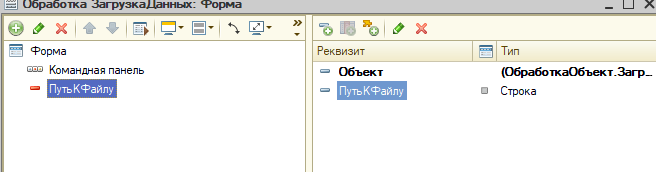 Обработка ЗагрузкаДанных: Форма
Форма
Командная панель
ПутьКФайлу
Реквизит Тип
Объект (ОбработкаОбъект.Загр...
ПутьКФайлу Строка